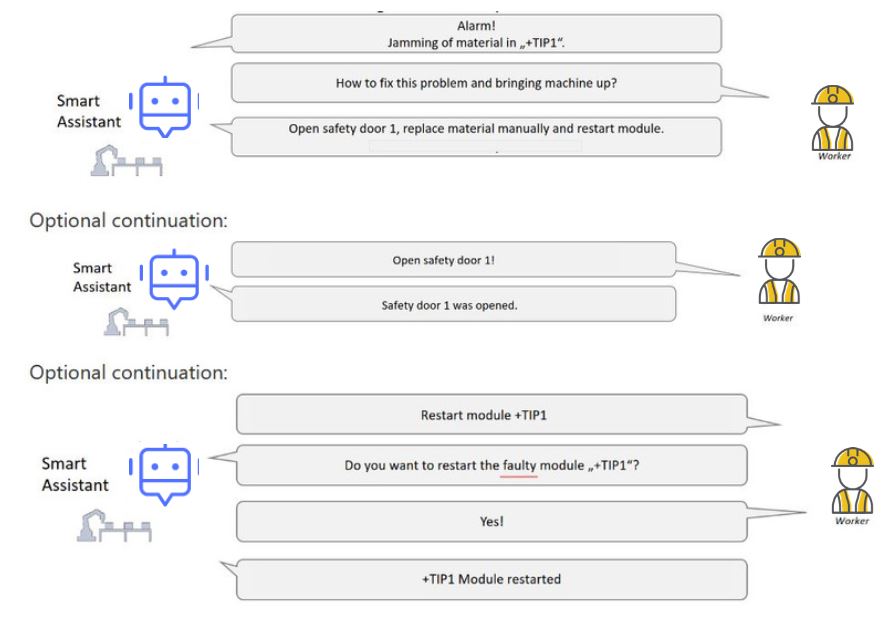 Alarm!
Jamming of material in „+TIP1“.
How to fix this problem and bringing machine up?
Smart
Assistant
Open safety door 1, replace material manually and restart module.
.
Worker
Optional continuation:
Open safety door 1!
Smart
Assistant
Safety door 1 was opened.
Worker
Optional continuation:
Restart module +TIP1
Smart
Assistant
Do you want to restart the faulty module „+TIP1“?
Yes!
Worker
+TIP1 Module restarted